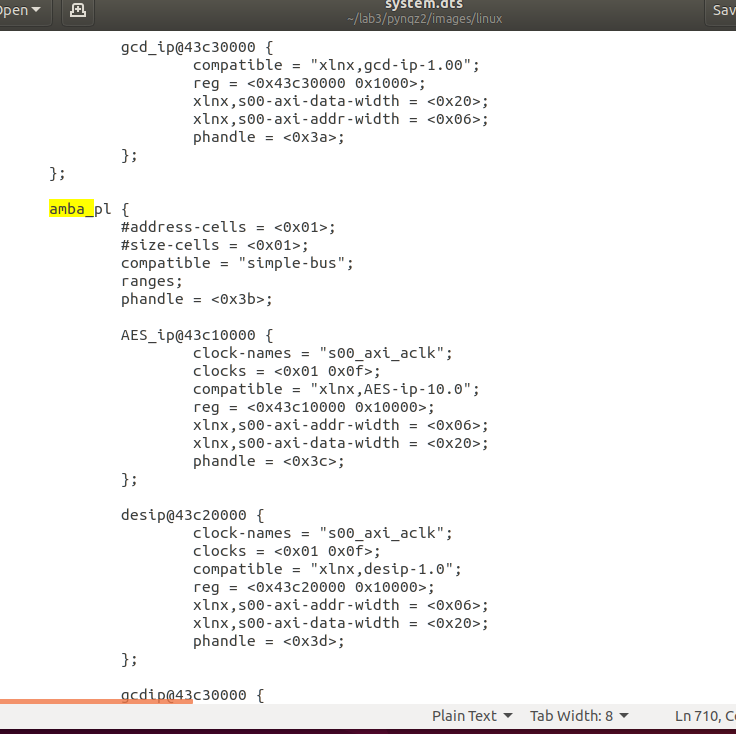 Open
system.dts
~/lab3/pynqz2/images/linux
gcd_ip@43c30000 {
compatible = "xlnx,gcd-ip-1.00";
reg = <0x43c30000 0x1000>;
xlnx,s00-axi-data-width = <0x20>;
xlnx,s00-axi-addr-width = <0x06>;
phandle = <0x3a>;
};
};
amba_pl {
#address-cells = <0x01>;
#size-cells = <0x01>;
compatible = "simple-bus";
ranges;
phandle = <0x3b>;
AES_ip@43c10000 {
clock-names = "s00_axi_aclk";
clocks = <0x01 0x0f>;
compatible = "xlnx,AES-ip-10.0";
reg = <0x43c10000 0x10000>;
xlnx,s00-axi-addr-width = <0x06>;
xlnx,s00-axi-data-width = <0x20>;
phandle = <0x3c>;
};
desip@43c20000 {
clock-names = "s00_axi_aclk";
clocks = <0x01 0x0f>;
compatible = "xlnx,desip-1.0";
reg = <0x43c20000 0x10000>;
xlnx,s00-axi-addr-width = <0x06>;
xlnx,s00-axi-data-width = <0x20>;
phandle = <0x3d>;
};
gcdip@43c30000 {
Plain Text Tab Width: 8 Ln 710,